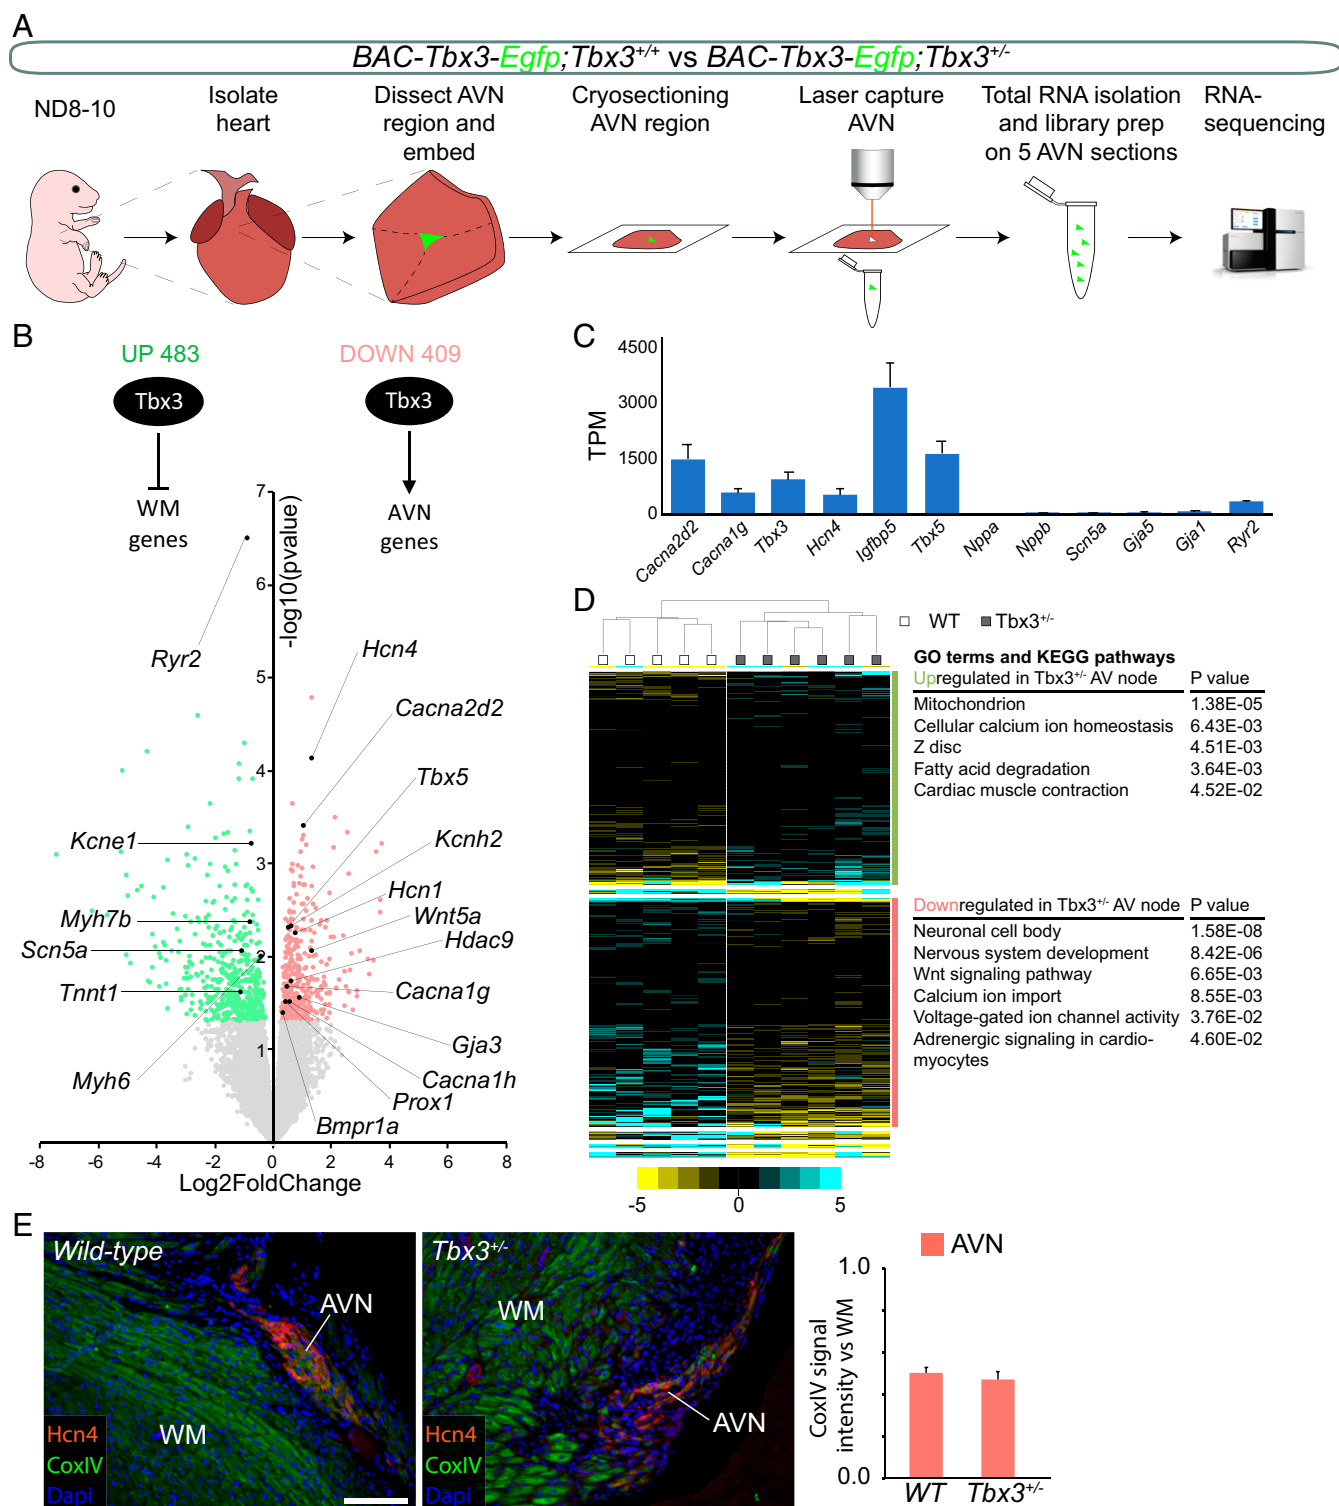 A
BAC-Tbx3-Egfp;Tbx3+/+ vs BAC-Tbx3-Egfp;Tbx3+/-
ND8-10
Isolate
heart
Dissect AVN
region and
embed
Cryosectioning
AVN region
Laser capture
AVN
Total RNA isolation
and library prep
on 5 AVN sections
RNA-
sequencing
B
UP 483
DOWN 409
Tbx3
Tbx3
WM
genes
AVN
genes
-log10(pvalue)
7
6
5
4
3
2
1
Ryr2
Kcne1
Myh7b
Scn5a
Tnnt1
Myh6
Hcn4
Cacna2d2
Tbx5
Kcnh2
Hcn1
Wnt5a
Hdac9
Cacna1g
Gja3
Cacna1h
Prox1
Bmpr1a
-8 -6 -4 -2 0 2 4 6 8
Log2FoldChange
C
TPM
4500
3000
1500
0
Cacna2d2 Cacna1g Tbx3 Hcn4 Igfbp5 Tbx5 Nppa Nppb Scn5a Gja5 Gja1 Ryr2
D
WT Tbx3+/-
GO terms and KEGG pathways
Upregulated in Tbx3+/- AV node P value
Mitochondrion 1.38E-05
Cellular calcium ion homeostasis 6.43E-03
Z disc 4.51E-03
Fatty acid degradation 3.64E-03
Cardiac muscle contraction 4.52E-02
Downregulated in Tbx3+/- AV node P value
Neuronal cell body 1.58E-08
Nervous system development 8.42E-06
Wnt signaling pathway 6.65E-03
Calcium ion import 8.55E-03
Voltage-gated ion channel activity 3.76E-02
Adrenergic signaling in cardio- 4.60E-02
myocytes
-5 0 5
E
Wild-type
AVN
WM
Hcn4
CoxIV
Dapi
Tbx3+/-
WM
AVN
Hcn4
CoxIV
Dapi
AVN
CoxIV signal
intensity vs WM
1.0
0.0
WT Tbx3+/-